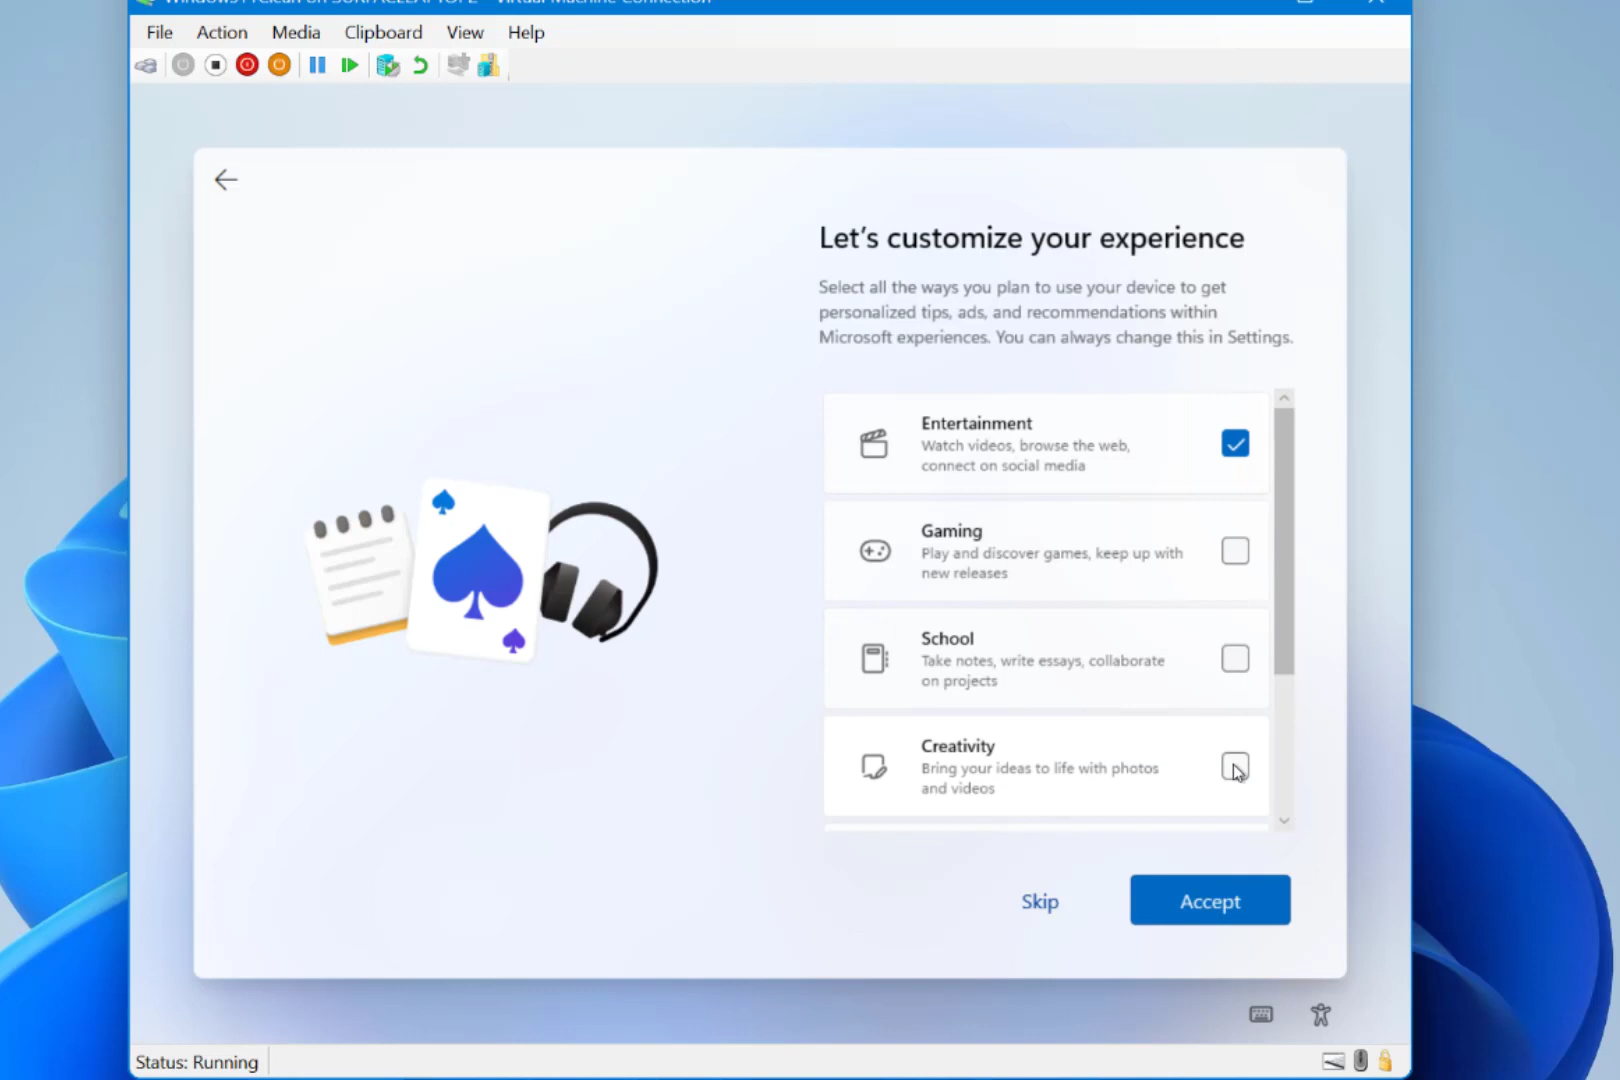 File Action Media Clipboard View Help
Let's customize your experience
Select all the ways you plan to use your device to get
personalized tips, ads, and recommendations within
Microsoft experiences. You can always change this in Settings.
Entertainment
Watch videos, browse the web,
connect on social media
Gaming
Play and discover games, keep up with
new releases
School
Take notes, write essays, collaborate
on projects
Creativity
Bring your ideas to life with photos
and videos
Skip
Accept
Status: Running